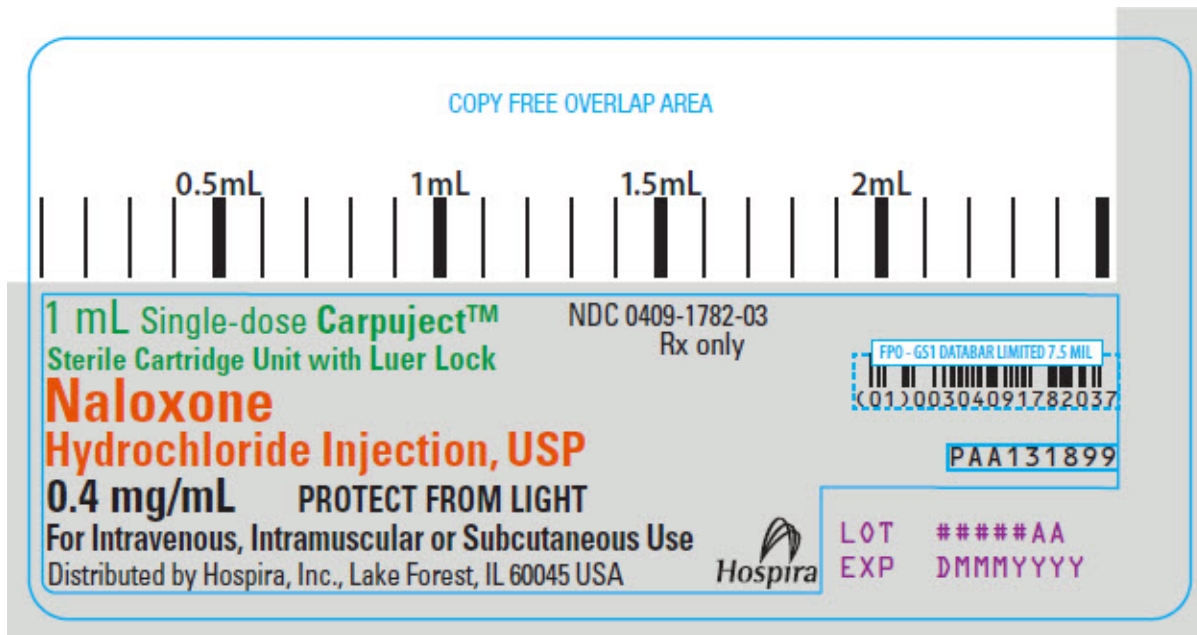 COPY FREE OVERLAP AREA
0.5mL 1mL 1.5mL 2mL
1 mL Single-dose Carpuject™
Sterile Cartridge Unit with Luer Lock
NDC 0409-1782-03
Rx only
FPO - GS1 DATABAR LIMITED 7.5 MIL
(01)00304091782037
Naloxone
Hydrochloride Injection, USP
PAA131899
0.4 mg/mL PROTECT FROM LIGHT
For Intravenous, Intramuscular or Subcutaneous Use
Distributed by Hospira, Inc., Lake Forest, IL 60045 USA
Hospira
LOT #####AA
EXP DMMMYYYY